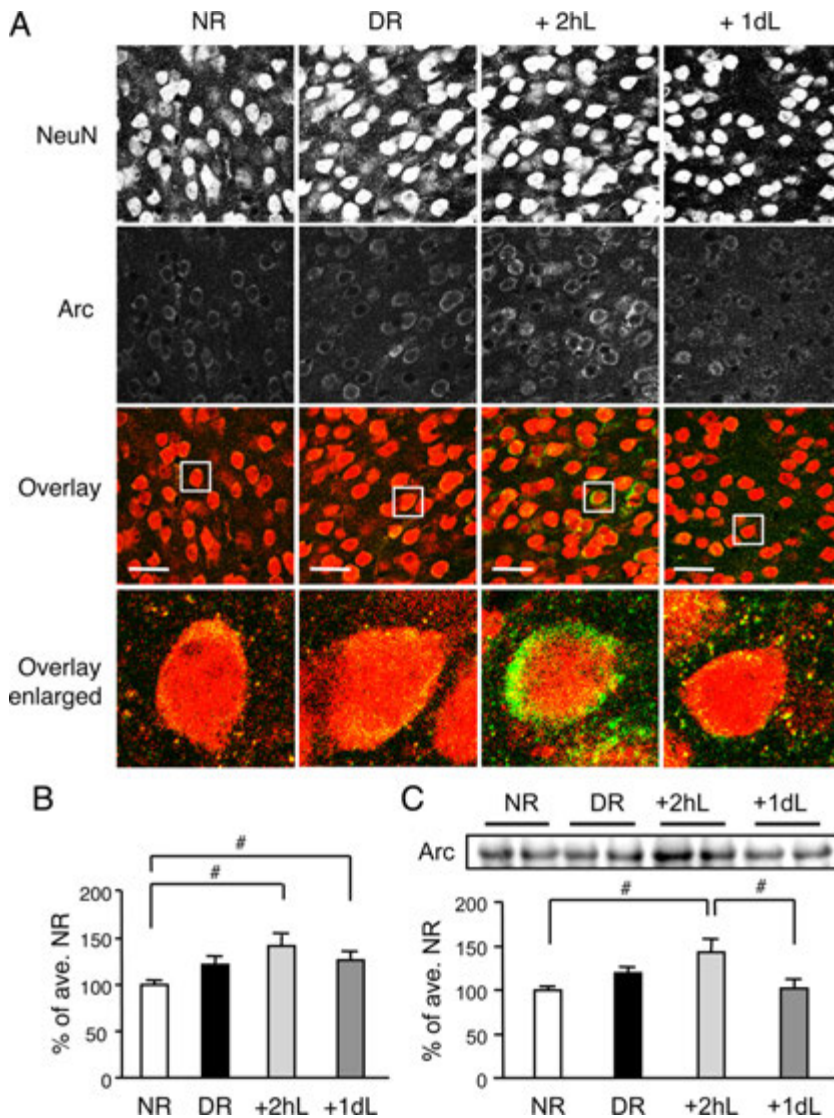 A
NR DR + 2hL + 1dL
NeuN
Arc
Overlay
Overlay
enlarged
B
#
#
200
150
100
50
0
% of ave. NR
NR DR +2hL +1dL
C
NR DR +2hL +1dL
Arc
#
#
200
150
100
50
0
% of ave. NR
NR DR +2hL +1dL